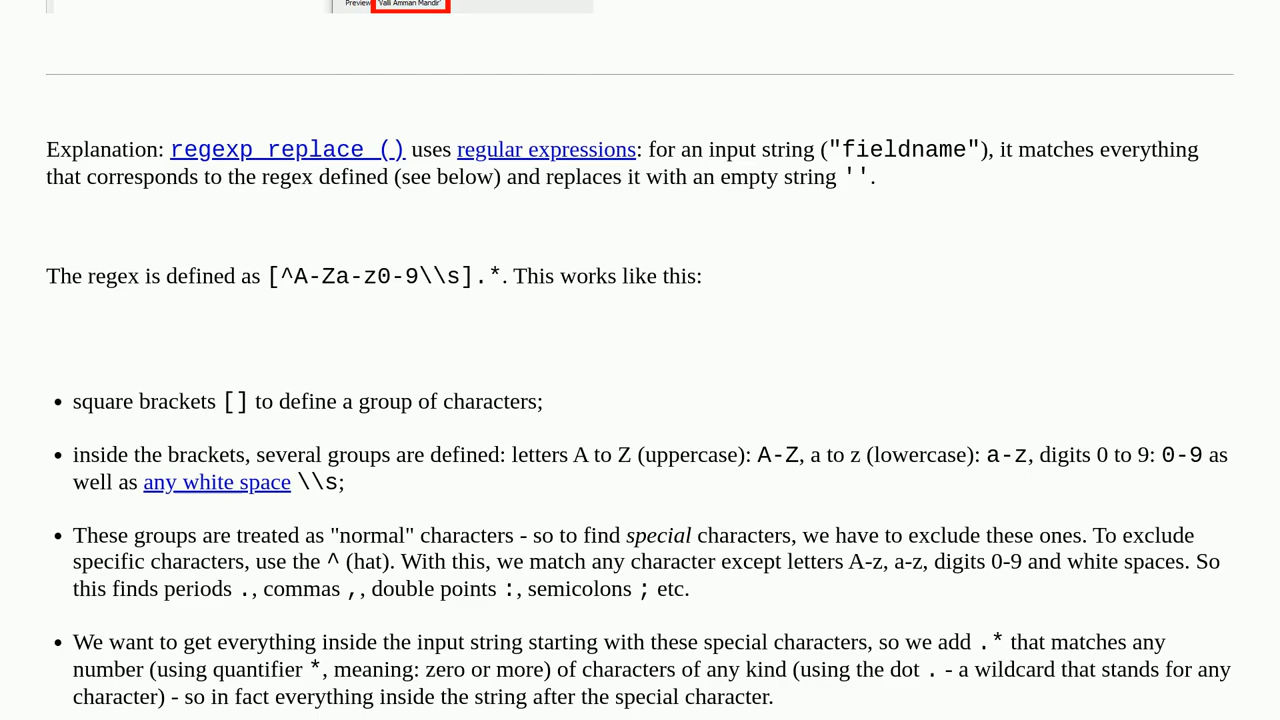 Preview 'Valli Amman Mandir'
Explanation: regexp_replace () uses regular expressions: for an input string ("fieldname"), it matches everything
that corresponds to the regex defined (see below) and replaces it with an empty string ''.
The regex is defined as [^A-Za-z0-9\\s].*. This works like this:
• square brackets [] to define a group of characters;
• inside the brackets, several groups are defined: letters A to Z (uppercase): A-Z, a to z (lowercase): a-z, digits 0 to 9: 0-9 as
well as any white space \\s;
• These groups are treated as "normal" characters - so to find special characters, we have to exclude these ones. To exclude
specific characters, use the ^ (hat). With this, we match any character except letters A-z, a-z, digits 0-9 and white spaces. So
this finds periods ., commas ,, double points :, semicolons ; etc.
• We want to get everything inside the input string starting with these special characters, so we add .* that matches any
number (using quantifier *, meaning: zero or more) of characters of any kind (using the dot . - a wildcard that stands for any
character) - so in fact everything inside the string after the special character.